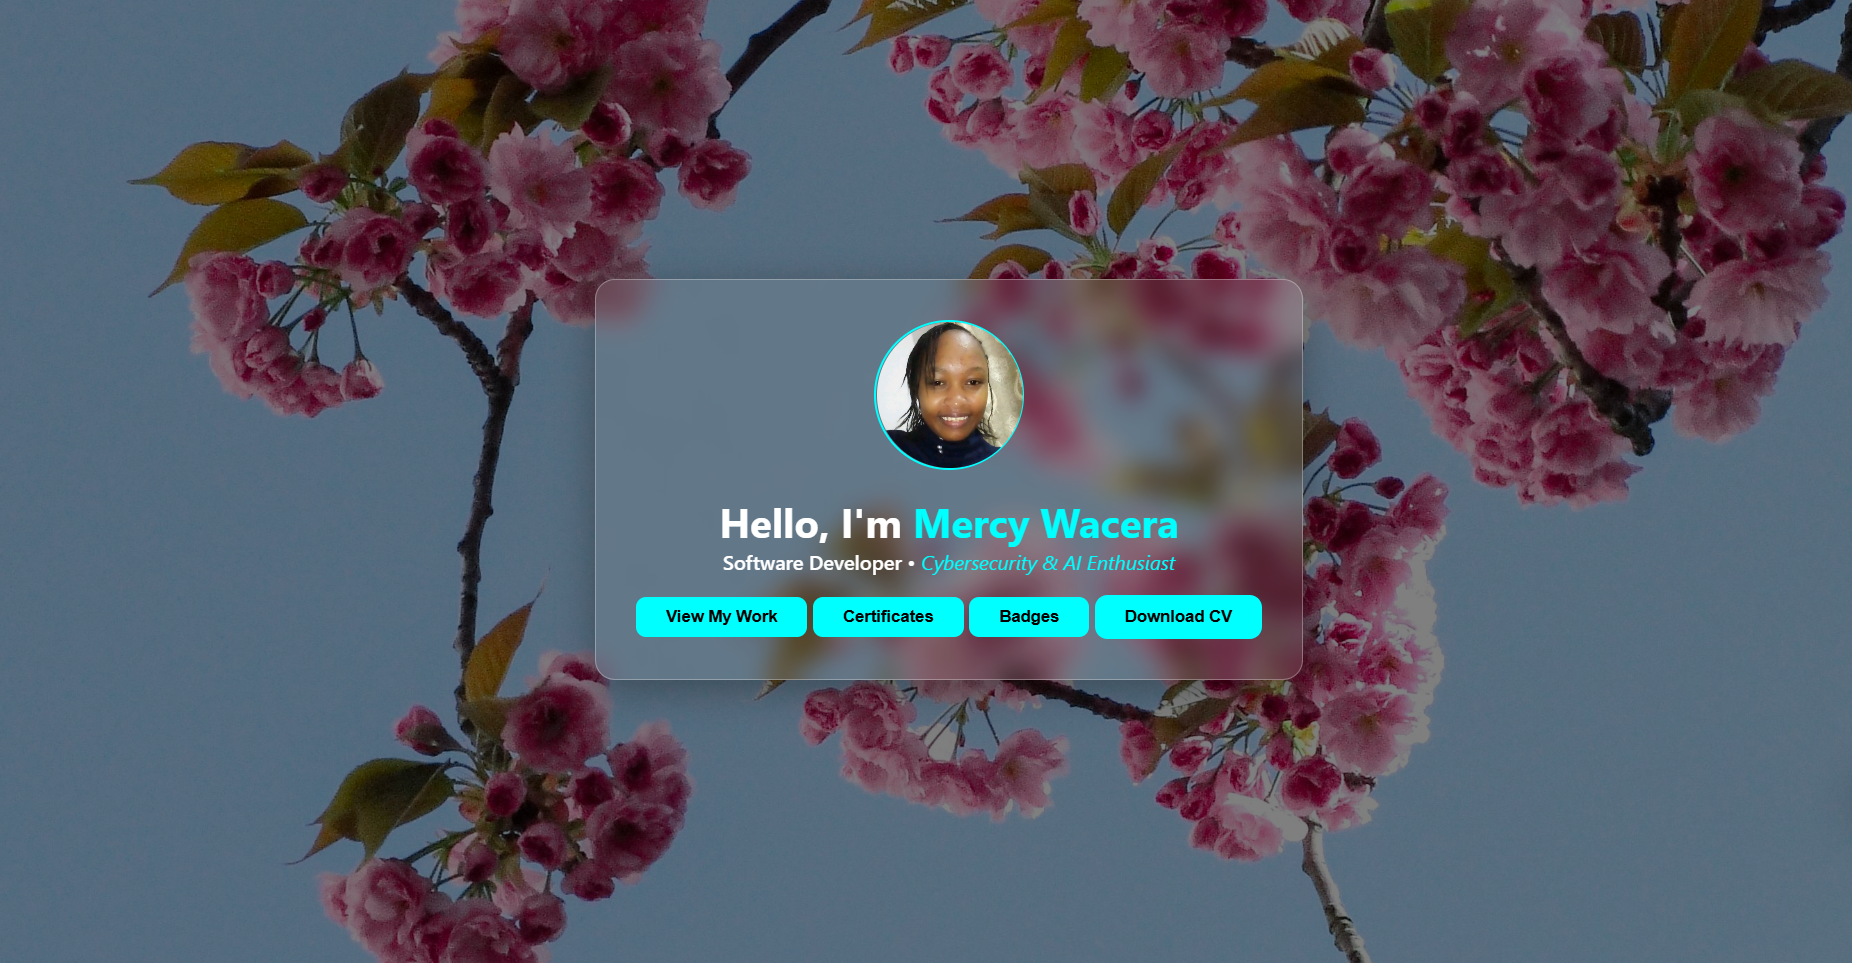 Hello, I'm Mercy Wacera
Software Developer • Cybersecurity & AI Enthusiast
View My Work Certificates Badges Download CV